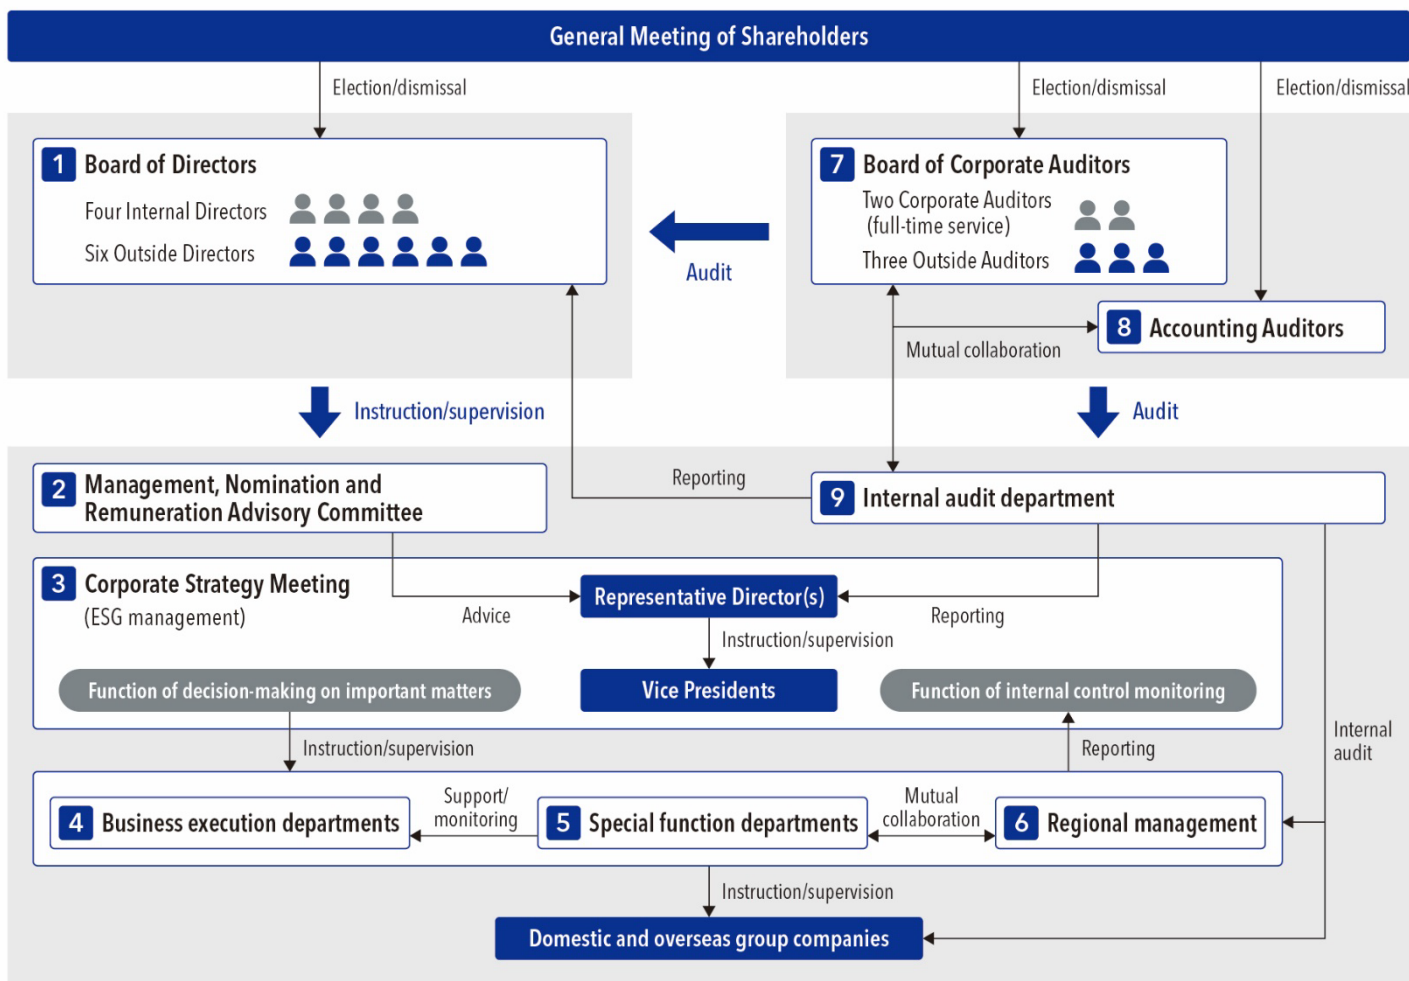 General Meeting of Shareholders
Election/dismissal
Election/dismissal
Election/dismissal
1 Board of Directors
Four Internal Directors
Six Outside Directors
Audit
7 Board of Corporate Auditors
Two Corporate Auditors
(full-time service)
Three Outside Auditors
8 Accounting Auditors
Mutual collaboration
Instruction/supervision
Audit
2 Management, Nomination and
Remuneration Advisory Committee
Reporting
9 Internal audit department
3 Corporate Strategy Meeting
(ESG management)
Advice
Representative Director(s)
Reporting
Instruction/supervision
Function of decision-making on important matters
Vice Presidents
Function of internal control monitoring
Instruction/supervision
Reporting
Internal
audit
4 Business execution departments
Support/
monitoring
5 Special function departments
Mutual
collaboration
6 Regional management
Instruction/supervision
Domestic and overseas group companies